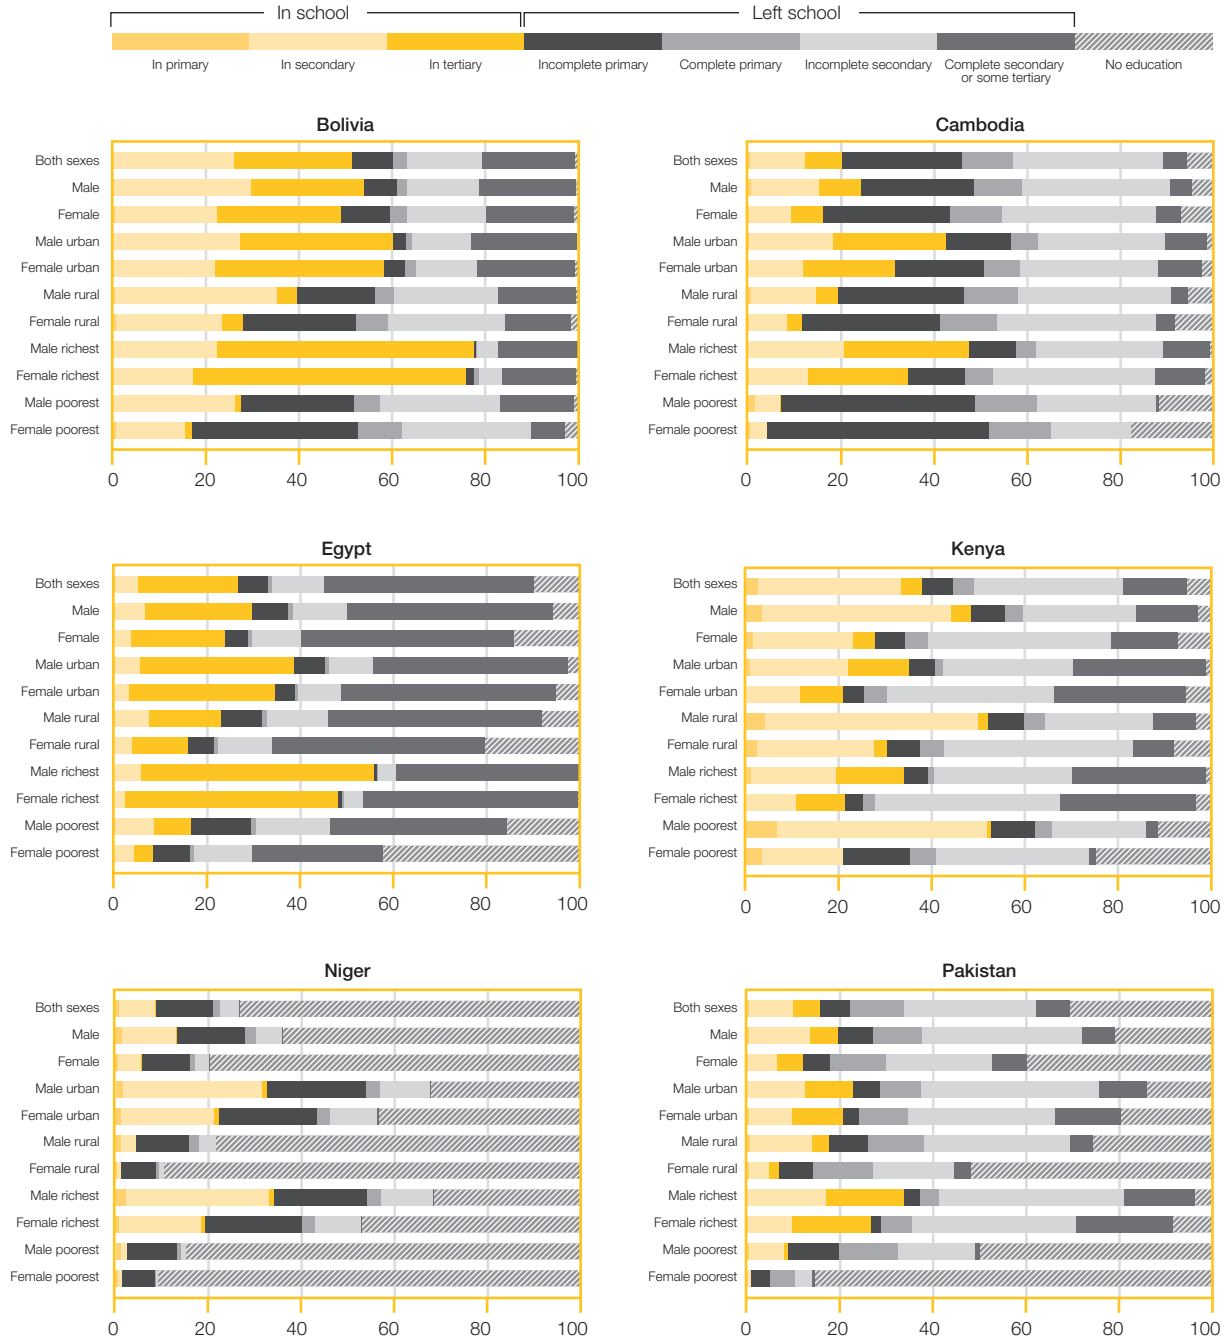 In school
Left school
In primary
In secondary
In tertiary
Incomplete primary
Complete primary
Incomplete secondary
Complete secondary
or some tertiary
No education
Bolivia
Both sexes
Male
Female
Male urban
Female urban
Male rural
Female rural
Male richest
Female richest
Male poorest
Female poorest
0 20 40 60 80 100
Cambodia
Both sexes
Male
Female
Male urban
Female urban
Male rural
Female rural
Male richest
Female richest
Male poorest
Female poorest
0 20 40 60 80 100
Egypt
Both sexes
Male
Female
Male urban
Female urban
Male rural
Female rural
Male richest
Female richest
Male poorest
Female poorest
0 20 40 60 80 100
Kenya
Both sexes
Male
Female
Male urban
Female urban
Male rural
Female rural
Male richest
Female richest
Male poorest
Female poorest
0 20 40 60 80 100
Niger
Both sexes
Male
Female
Male urban
Female urban
Male rural
Female rural
Male richest
Female richest
Male poorest
Female poorest
0 20 40 60 80 100
Pakistan
Both sexes
Male
Female
Male urban
Female urban
Male rural
Female rural
Male richest
Female richest
Male poorest
Female poorest
0 20 40 60 80 100